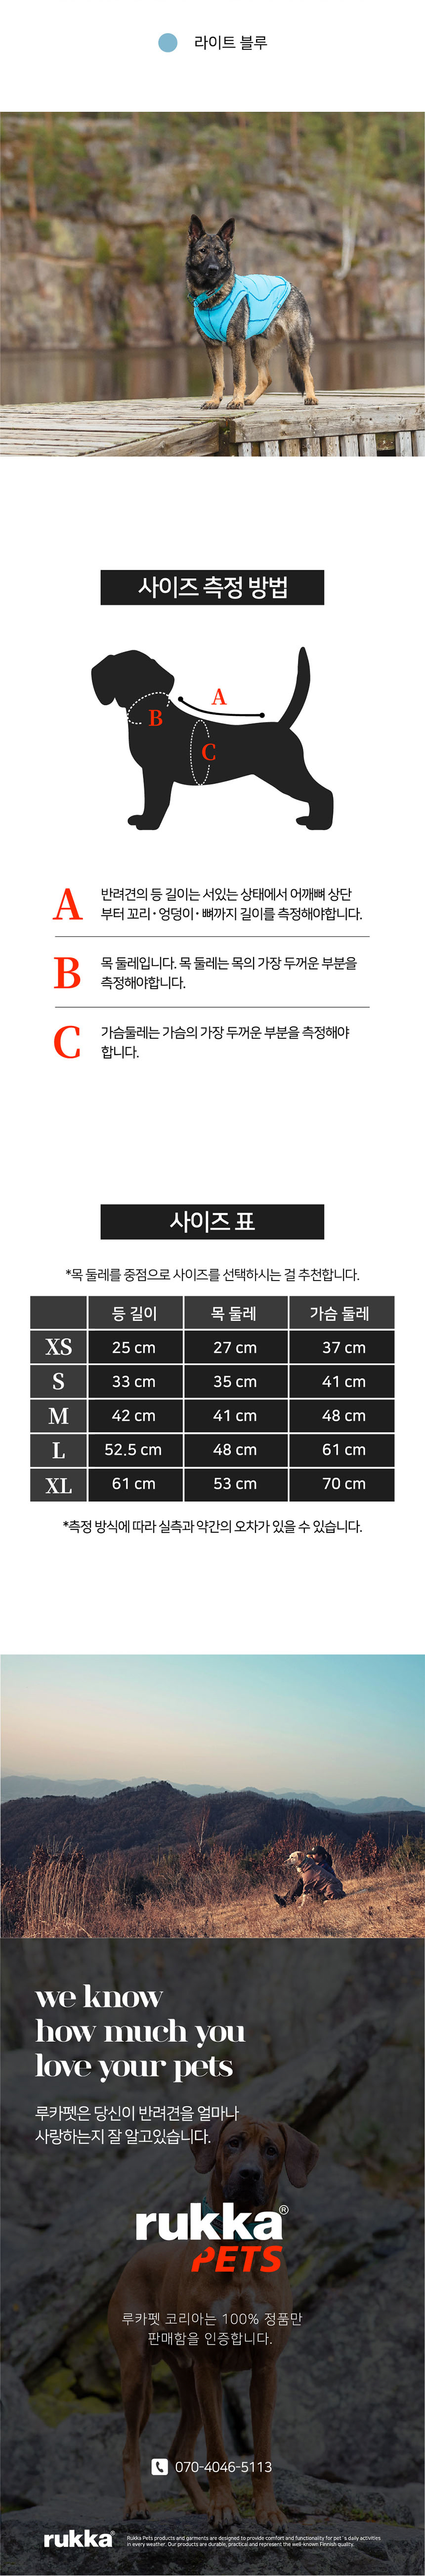 라이트 블루
사이즈 측정 방법
A
B
C
A
반려견의 등 길이는 서있는 상태에서 어깨뼈 상단
부터 꼬리·엉덩이·뼈까지 길이를 측정해야합니다.
B
목 둘레입니다. 목 둘레는 목의 가장 두꺼운 부분을
측정해야합니다.
C
가슴둘레는 가슴의 가장 두꺼운 부분을 측정해야
합니다.
사이즈 표
*목 둘레를 중점으로 사이즈를 선택하시는 걸 추천합니다.
등 길이 목 둘레 가슴 둘레
XS 25 cm 27 cm 37 cm
S 33 cm 35 cm 41 cm
M 42 cm 41 cm 48 cm
L 52.5 cm 48 cm 61 cm
XL 61 cm 53 cm 70 cm
*측정 방식에 따라 실측과 약간의 오차가 있을 수 있습니다.
we know
how much you
love your pets
루카펫은 당신이 반려견을 얼마나
사랑하는지 잘 알고있습니다.
rukka®
PETS
루카펫 코리아는 100% 정품만
판매함을 인증합니다.
070-4046-5113
rukka®
Rukka Pets products and garments are designed to provide comfort and functionality for pet´s daily activities
in every weather. Our products are durable, practical and represent the well-known Finnish quality.